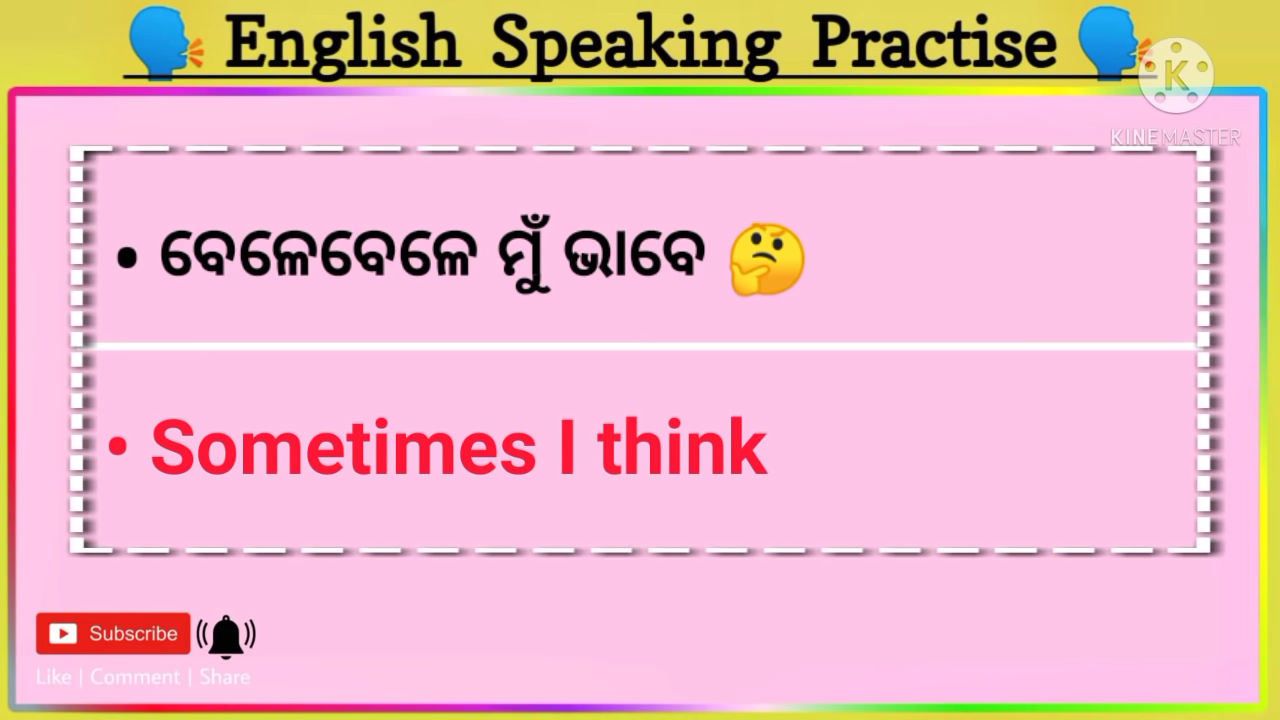 🗣️ English Speaking Practise 🗣️
KINEMASTER
• ବେଳେବେଳେ ମୁଁ ଭାବେ 🤔
• Sometimes I think
Subscribe
Like | Comment | Share